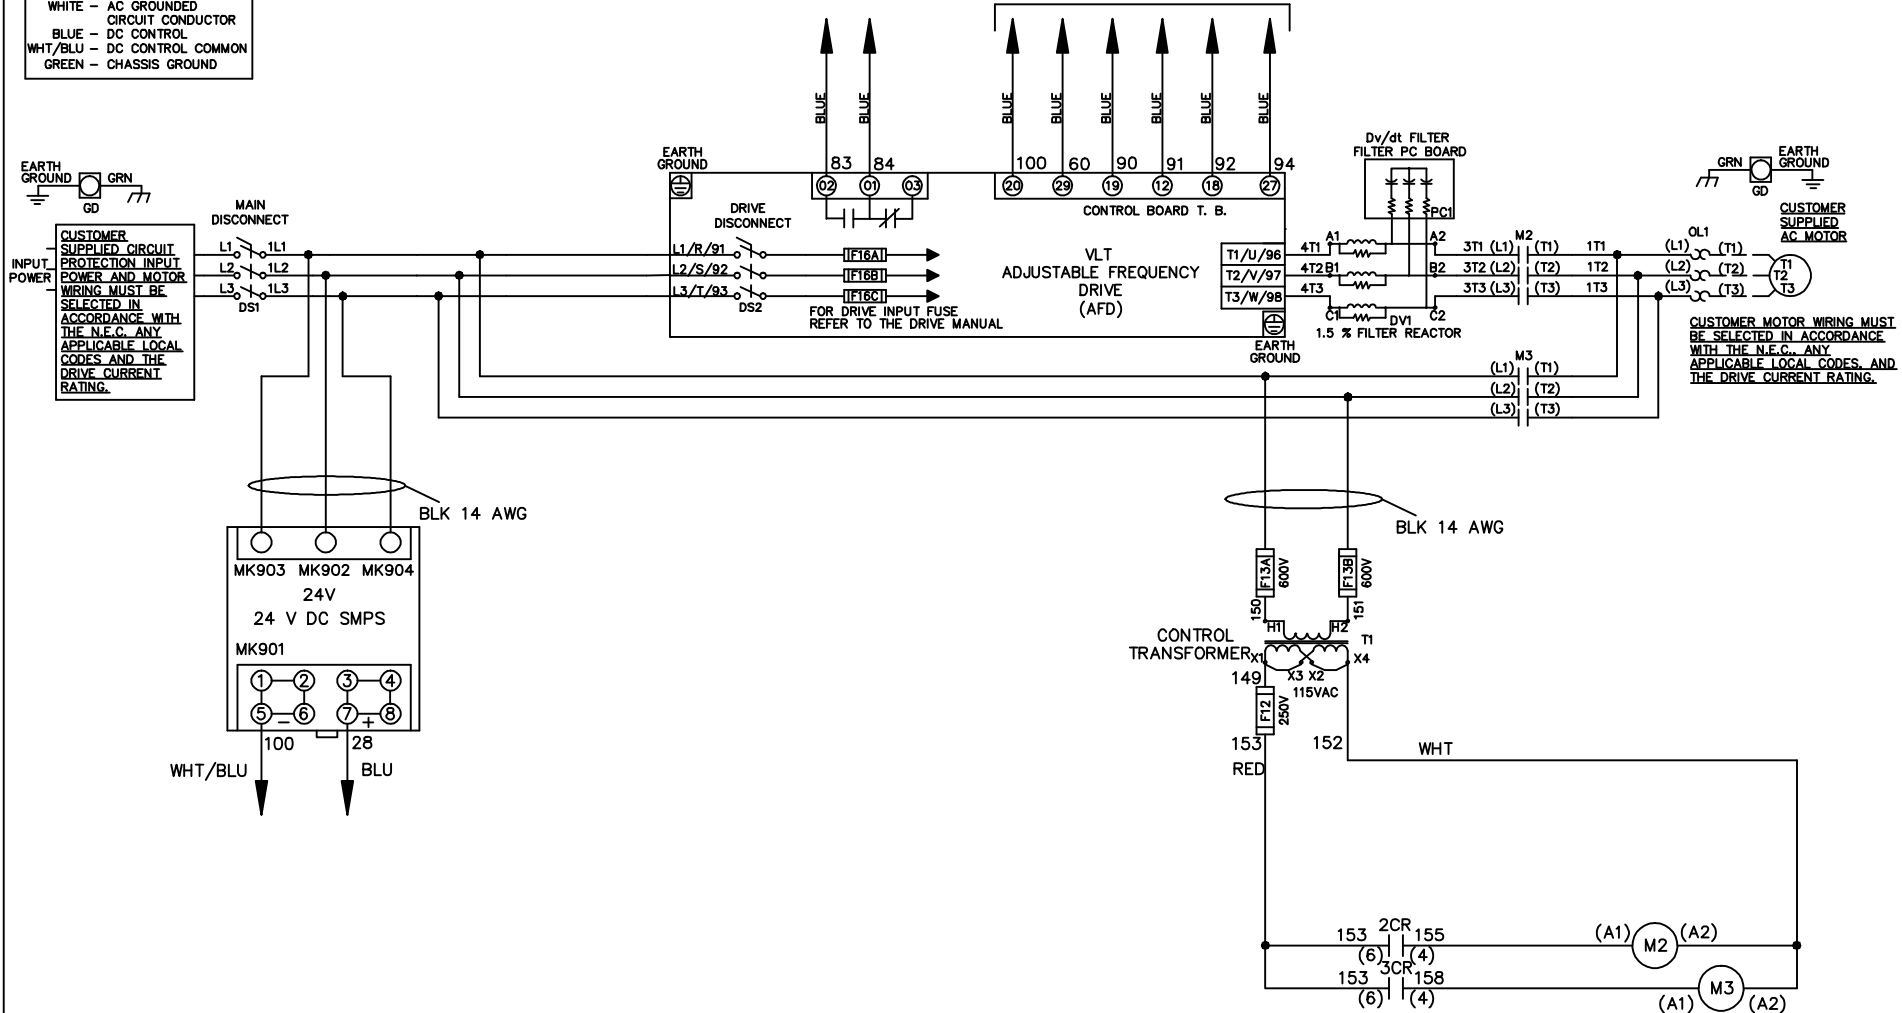 WHITE – AC GROUNDED
CIRCUIT CONDUCTOR
BLUE – DC CONTROL
WHT/BLU – DC CONTROL COMMON
GREEN – CHASSIS GROUND
BLUE
BLUE
BLUE
BLUE
BLUE
BLUE
BLUE
BLUE
EARTH
GROUND
GRN
GD
INPUT
POWER
CUSTOMER
SUPPLIED CIRCUIT
PROTECTION INPUT
POWER AND MOTOR
WIRING MUST BE
SELECTED IN
ACCORDANCE WITH
THE N.E.C. ANY
APPLICABLE LOCAL
CODES AND THE
DRIVE CURRENT
RATING.
MAIN
DISCONNECT
L1 1L1
L2 1L2
L3 1L3
DS1
EARTH
GROUND
83 84
02 01 03
100 60 90 91 92 94
20 29 19 12 18 27
CONTROL BOARD T. B.
DRIVE
DISCONNECT
L1/R/91
L2/S/92
L3/T/93
DS2
F16A
F16B
F16C
FOR DRIVE INPUT FUSE
REFER TO THE DRIVE MANUAL
VLT
ADJUSTABLE FREQUENCY
DRIVE
(AFD)
T1/U/96
T2/V/97
T3/W/98
EARTH
GROUND
Dv/dt FILTER
FILTER PC BOARD
PC1
4T1 A1 A2
4T2 B1 B2
4T3 C1 C2
DV1
1.5 % FILTER REACTOR
M2
3T1 (L1) (T1) 1T1
3T2 (L2) (T2) 1T2
3T3 (L3) (T3) 1T3
M3
(L1) (T1)
(L2) (T2)
(L3) (T3)
GRN
EARTH
GROUND
GD
CUSTOMER
SUPPLIED
AC MOTOR
OL1
(L1) (T1)
(L2) (T2)
(L3) (T3)
T1
T2
T3
CUSTOMER MOTOR WIRING MUST
BE SELECTED IN ACCORDANCE
WITH THE N.E.C., ANY
APPLICABLE LOCAL CODES, AND
THE DRIVE CURRENT RATING.
BLK 14 AWG
MK903 MK902 MK904
24V
24 V DC SMPS
MK901
1 2 3 4
5 6 7 8
– +
100 28
WHT/BLU BLU
BLK 14 AWG
F13A 600V
F13B 600V
150 151
H1 H2
T1
CONTROL
TRANSFORMER
X1 X4
X3 X2
115VAC
149
F12 250V
153 152
RED
WHT
2CR
153 155
(6) (4)
(A1) M2 (A2)
3CR
153 158
(6) (4)
(A1) M3 (A2)